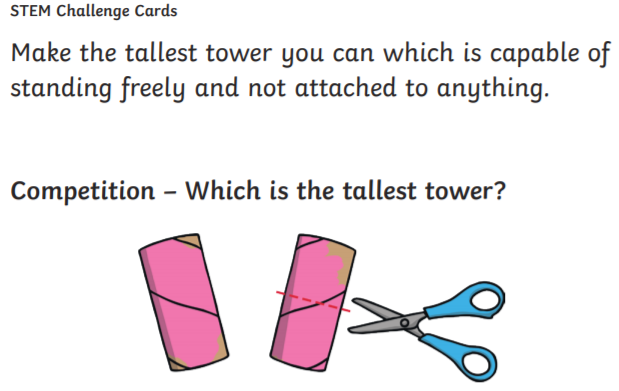 STEM Challenge Cards
Make the tallest tower you can which is capable of
standing freely and not attached to anything.
Competition – Which is the tallest tower?